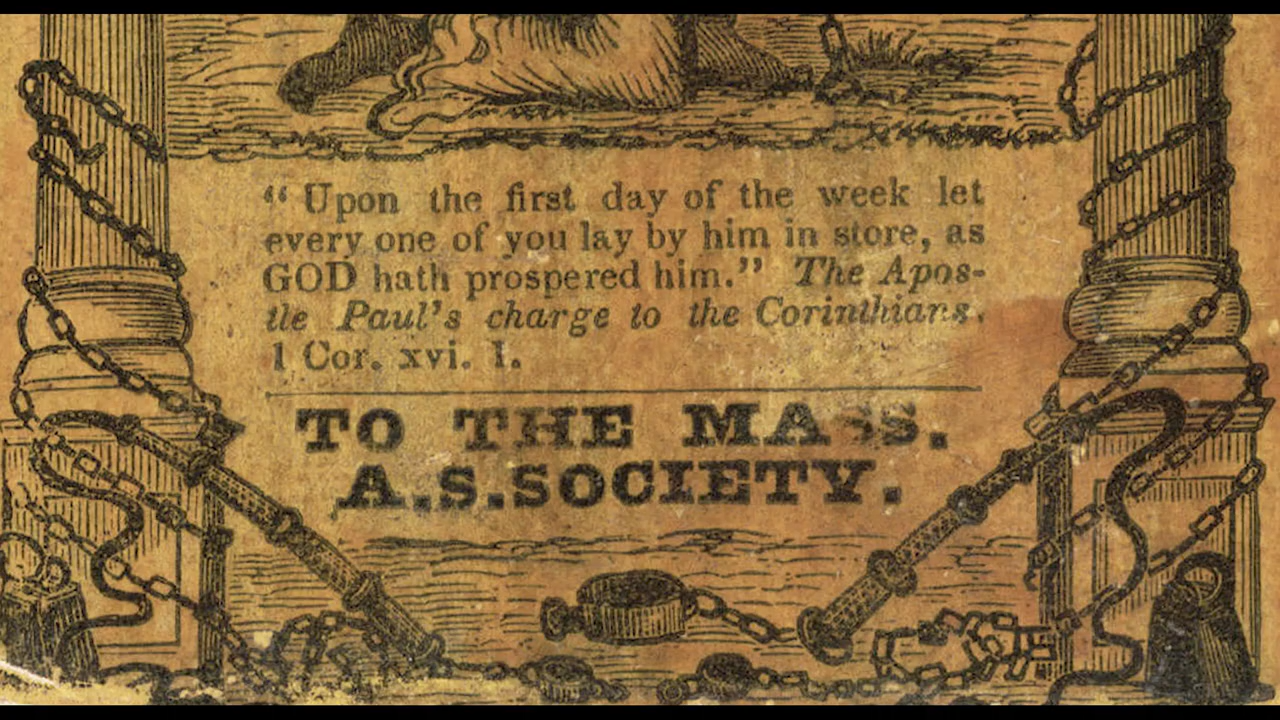 “ Upon the first day of the week let
every one of you lay by him in store, as
GOD hath prospered him.” The Apos-
tle Paul's charge to the Corinthians.
1 Cor. xvi. I.
TO THE MASS.
A.S.SOCIETY.